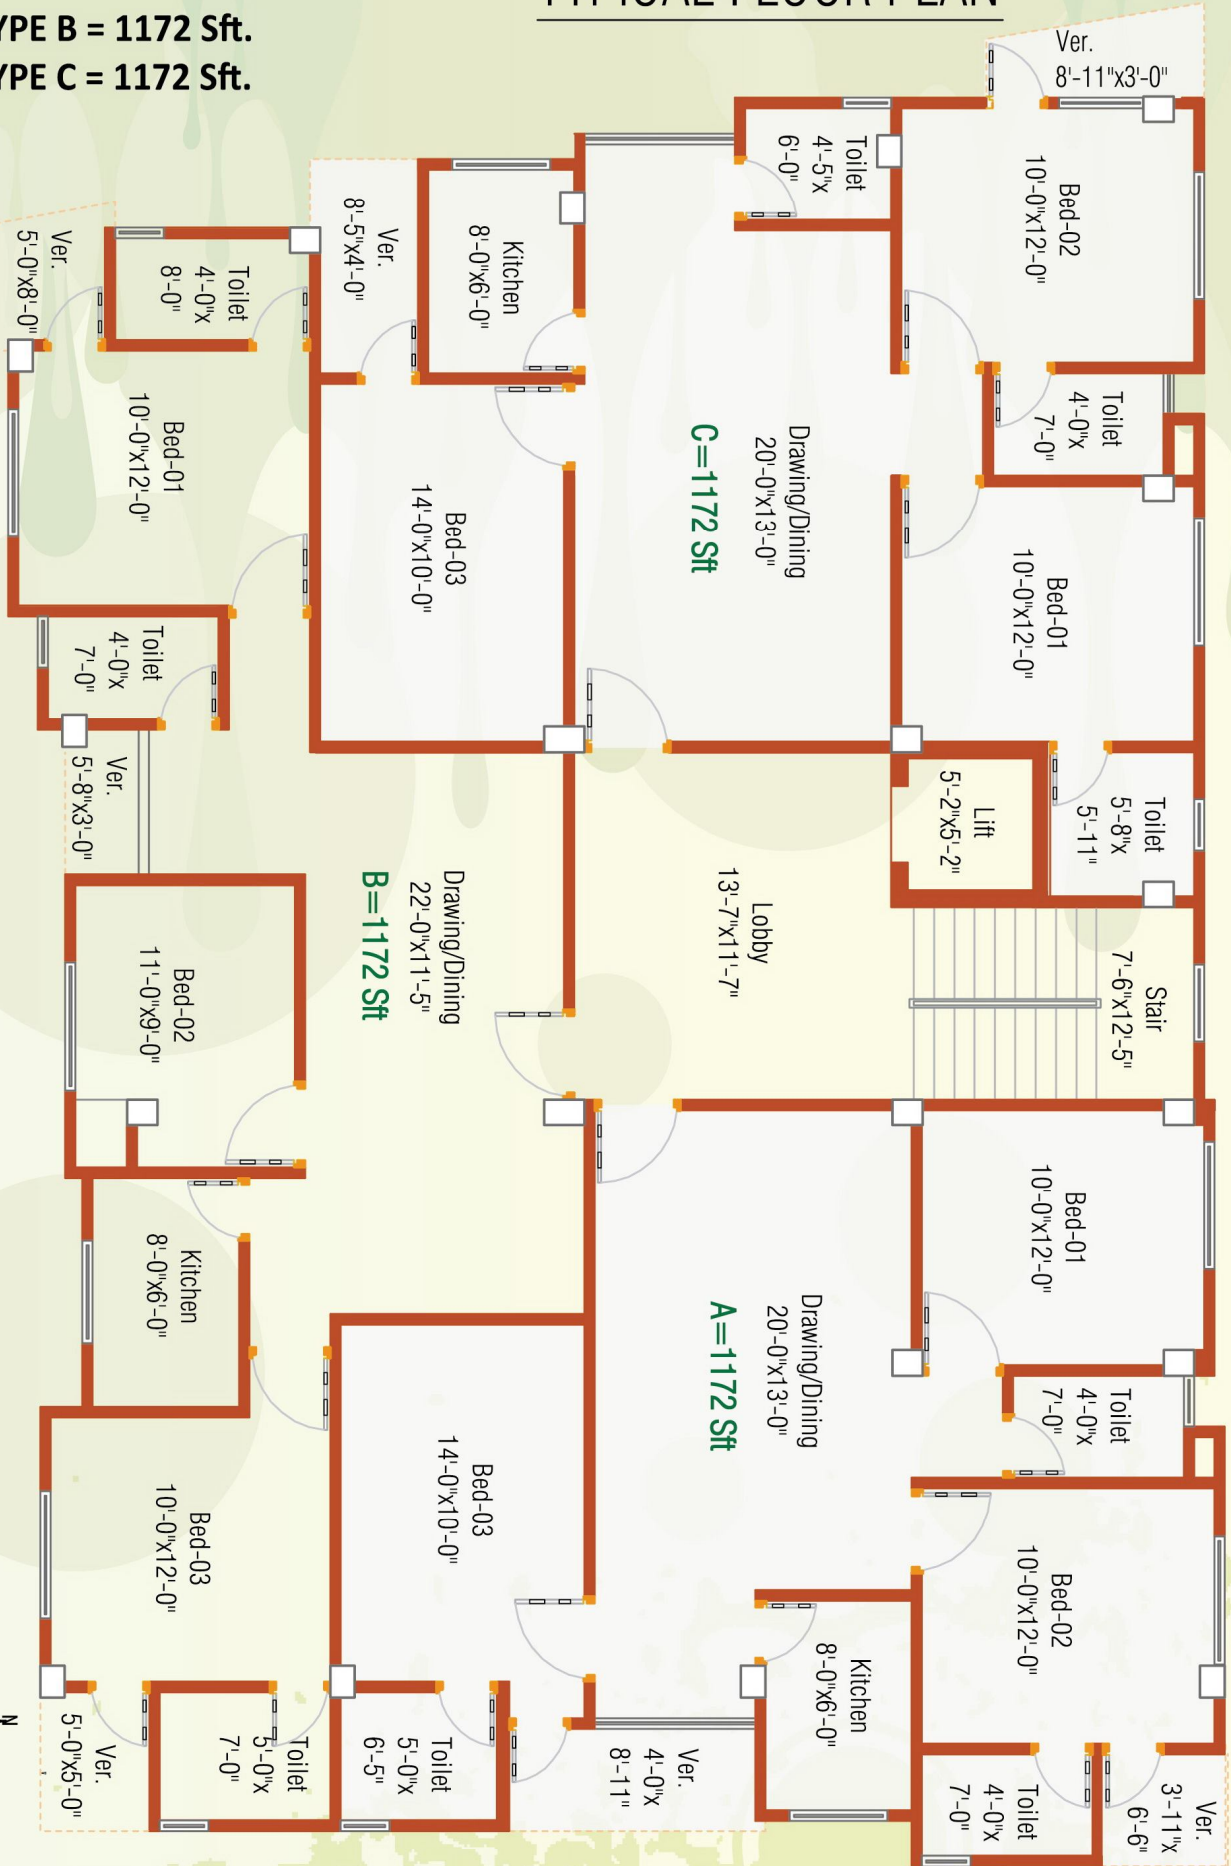 TYPICAL FLOOR PLAN
YPE B = 1172 Sft.
YPE C = 1172 Sft.
Ver.
8'-11"x3'-0"
Bed-02
10'-0"x12'-0"
Toilet
4'-5"x
6'-0"
Toilet
4'-0"x
7'-0"
Kitchen
8'-0"x6'-0"
Ver.
8'-5"x4'-0"
Toilet
4'-0"x
8'-0"
Ver.
5'-0"x8'-0"
Drawing/Dining
20'-0"x13'-0"
C=1172 Sft
Bed-01
10'-0"x12'-0"
Bed-03
14'-0"x10'-0"
Bed-01
10'-0"x12'-0"
Toilet
4'-0"x
7'-0"
Ver.
5'-8"x3'-0"
Toilet
5'-8"x
5'-11"
Lift
5'-2"x5'-2"
Stair
7'-6"x12'-5"
Lobby
13'-7"x11'-7"
Drawing/Dining
22'-0"x11'-5"
B=1172 Sft
Bed-02
11'-0"x9'-0"
Kitchen
8'-0"x6'-0"
Bed-01
10'-0"x12'-0"
Drawing/Dining
20'-0"x13'-0"
A=1172 Sft
Toilet
4'-0"x
7'-0"
Bed-03
14'-0"x10'-0"
Bed-03
10'-0"x12'-0"
Bed-02
10'-0"x12'-0"
Kitchen
8'-0"x6'-0"
Ver.
3'-11"x
6'-6"
Toilet
4'-0"x
7'-0"
Ver.
4'-0"x
8'-11"
Toilet
5'-0"x
6'-5"
Toilet
5'-0"x
7'-0"
Ver.
5'-0"x5'-0"
N